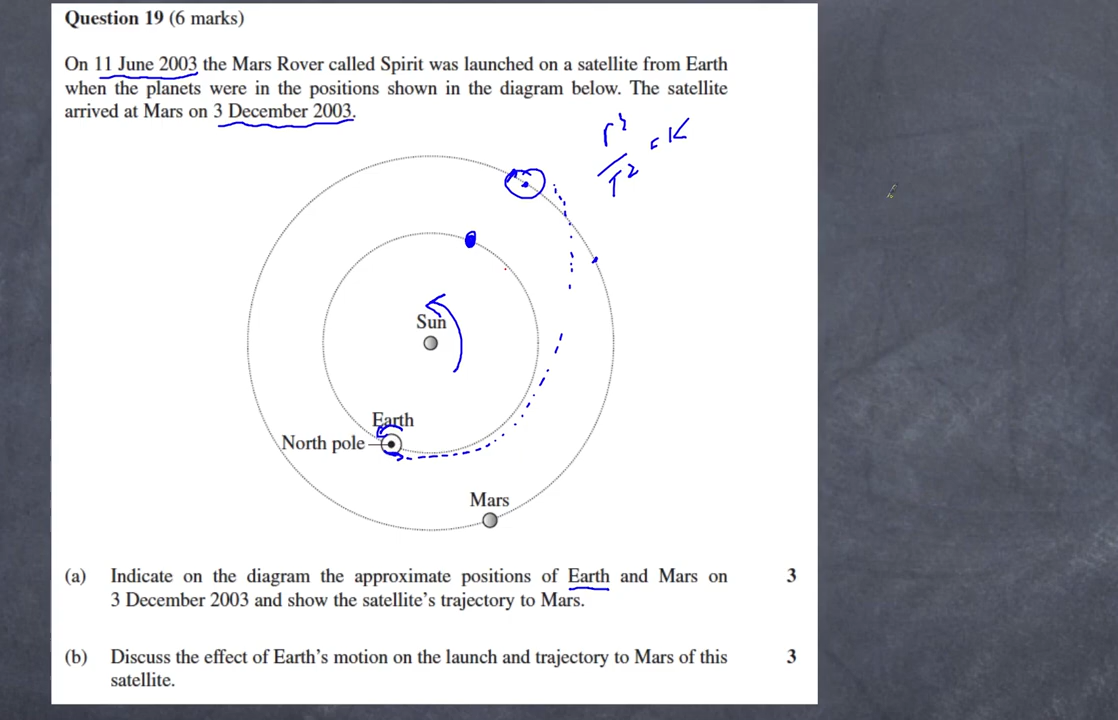 Question 19 (6 marks)
On 11 June 2003 the Mars Rover called Spirit was launched on a satellite from Earth
when the planets were in the positions shown in the diagram below. The satellite
arrived at Mars on 3 December 2003.
r³
T²
= K
Sun
Earth
North pole
Mars
(a) Indicate on the diagram the approximate positions of Earth and Mars on 3
3 December 2003 and show the satellite's trajectory to Mars.
(b) Discuss the effect of Earth's motion on the launch and trajectory to Mars of this 3
satellite.